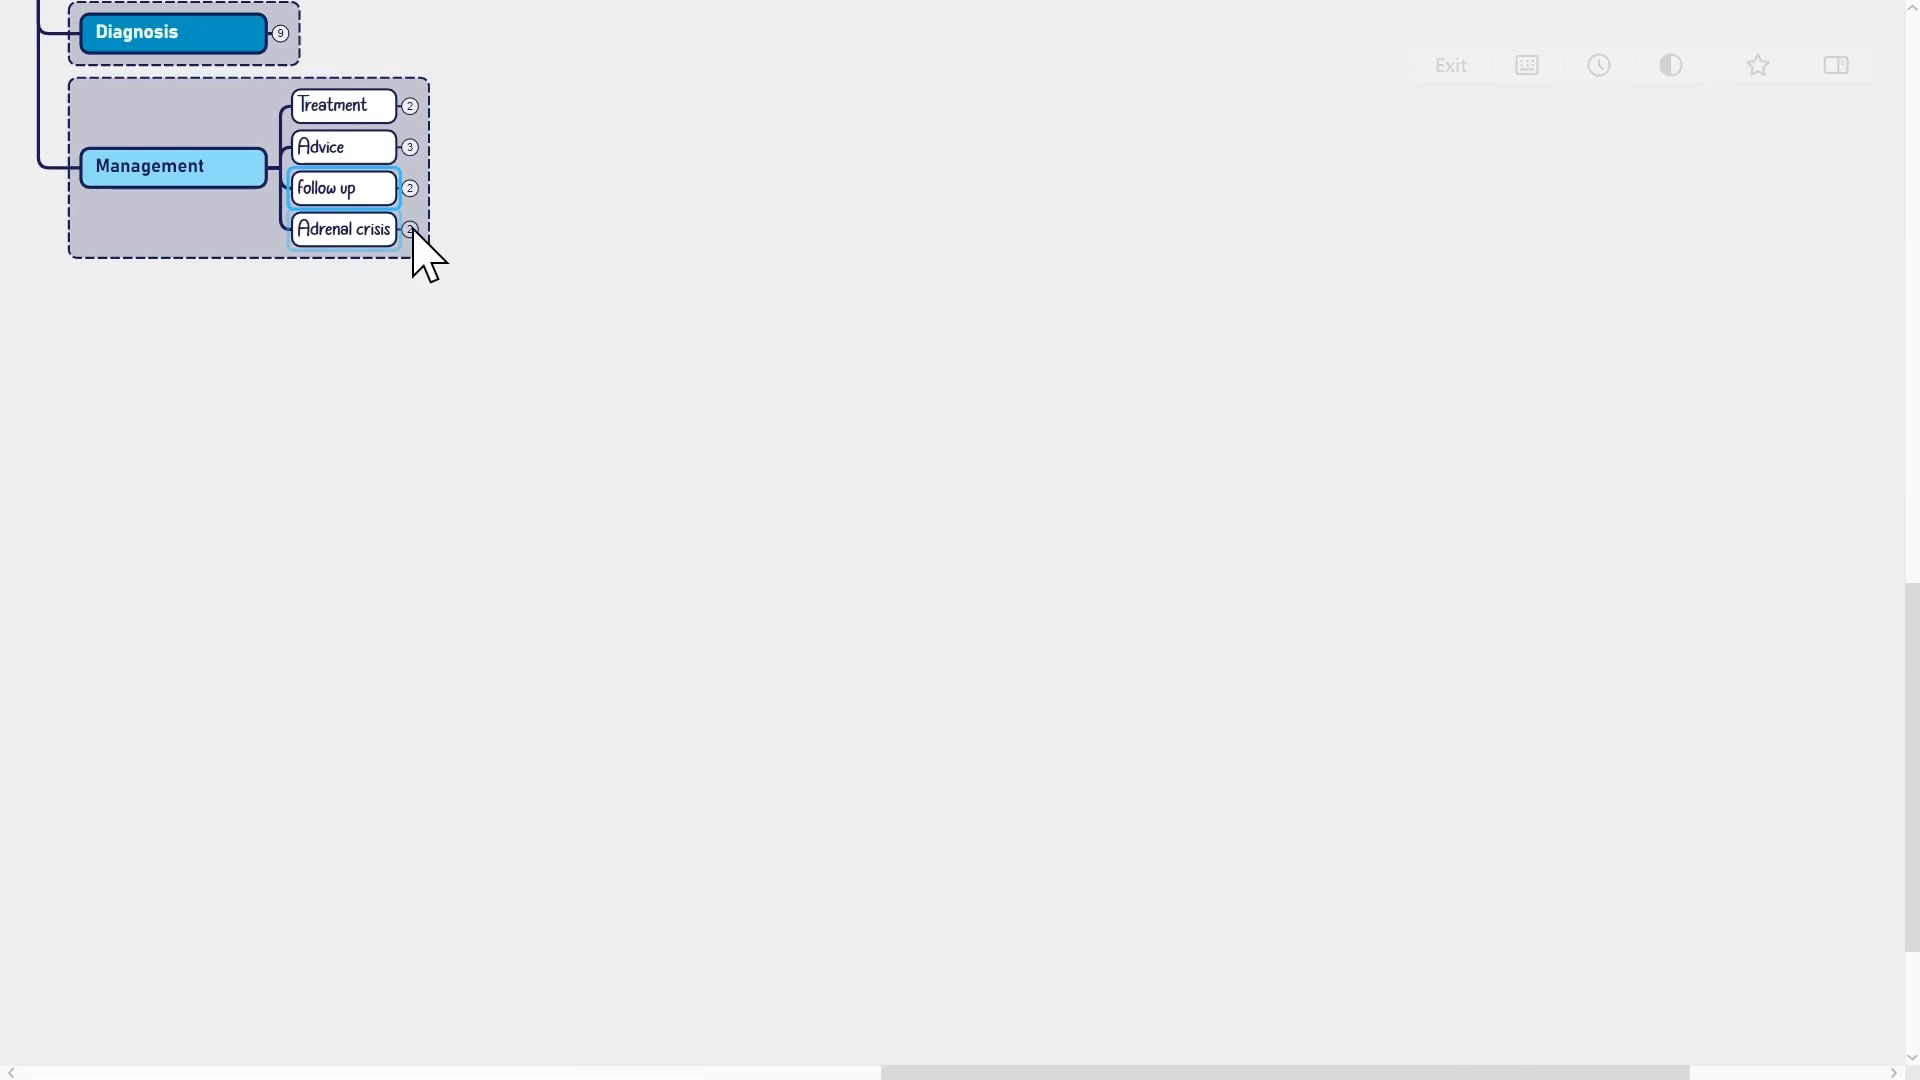 Diagnosis 9
Exit
Treatment 2
Advice 3
Management
follow up 2
Adrenal crisis